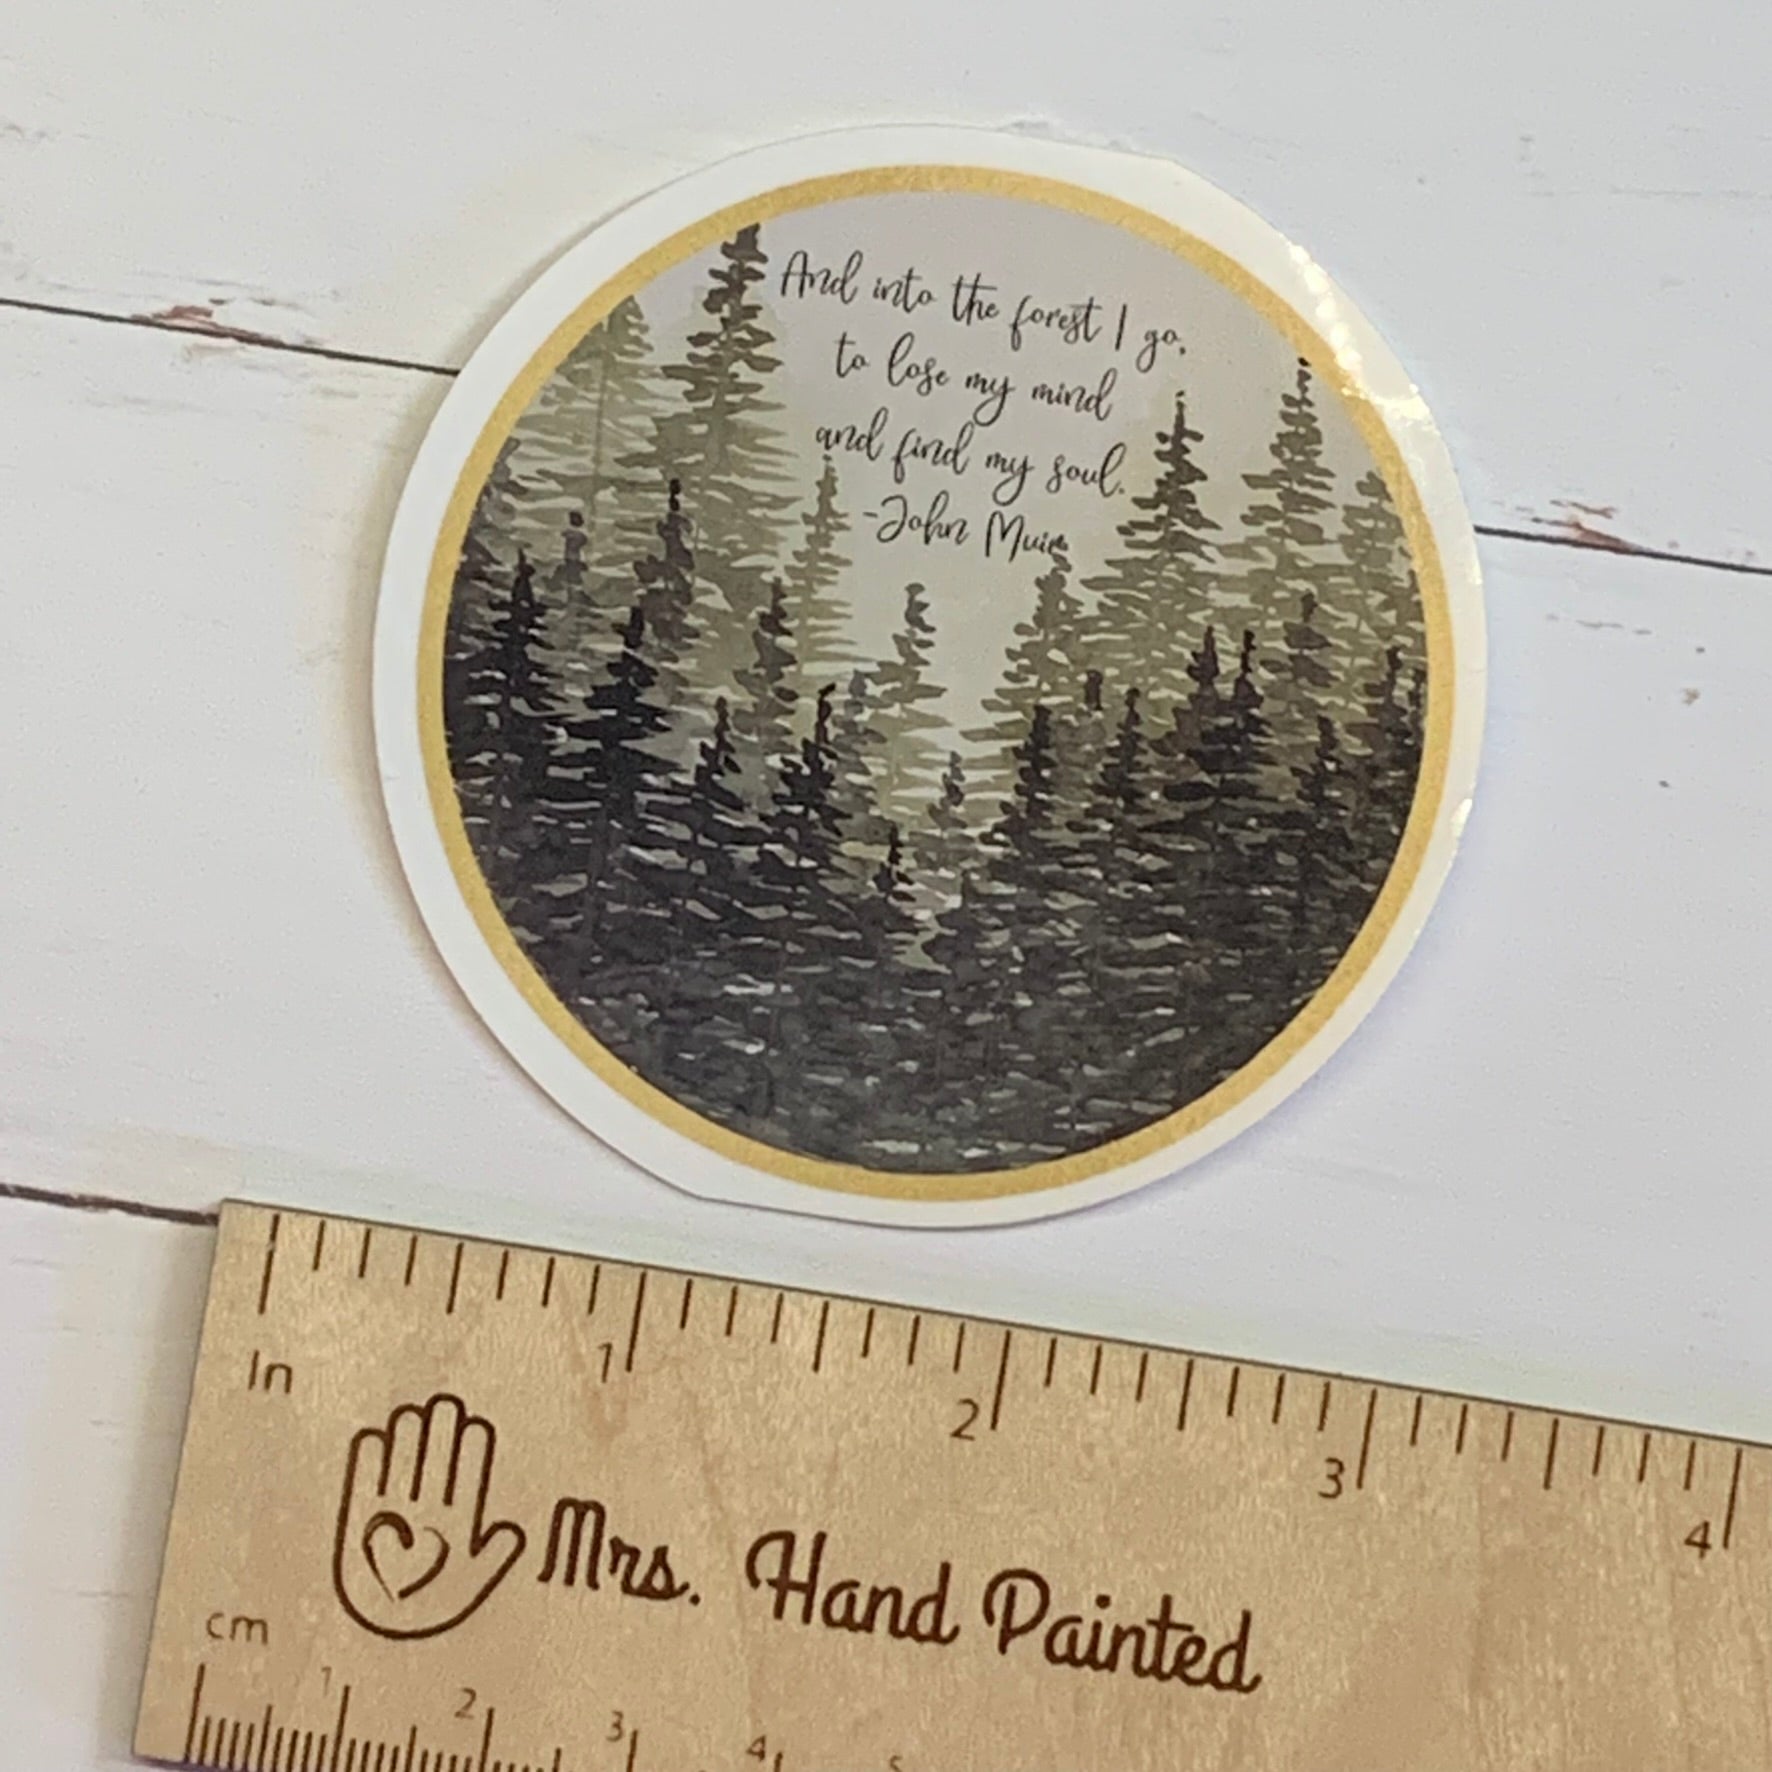 And into the forest I go,
to lose my mind
and find my soul.
-John Muir
In
1
2
3
4
Mrs. Hand Painted
cm
1
2
3
4
5